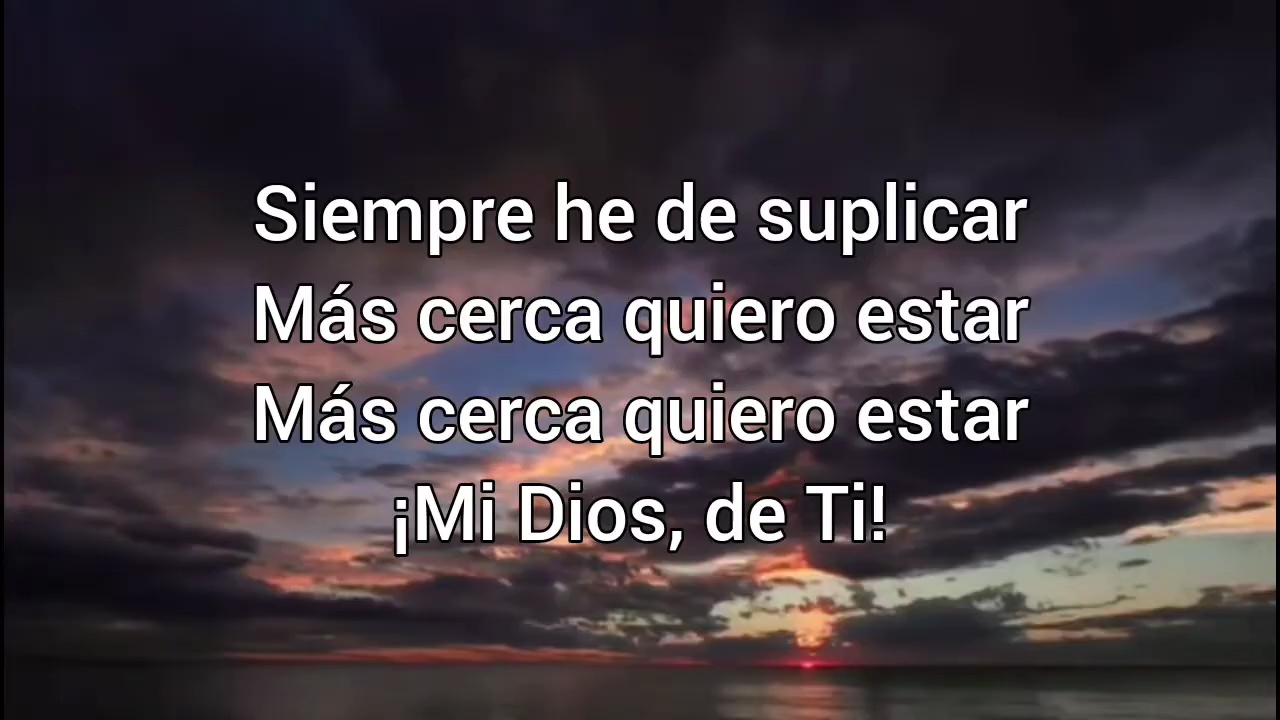 Siempre he de suplicar
Más cerca quiero estar
Más cerca quiero estar
¡Mi Dios, de Ti!